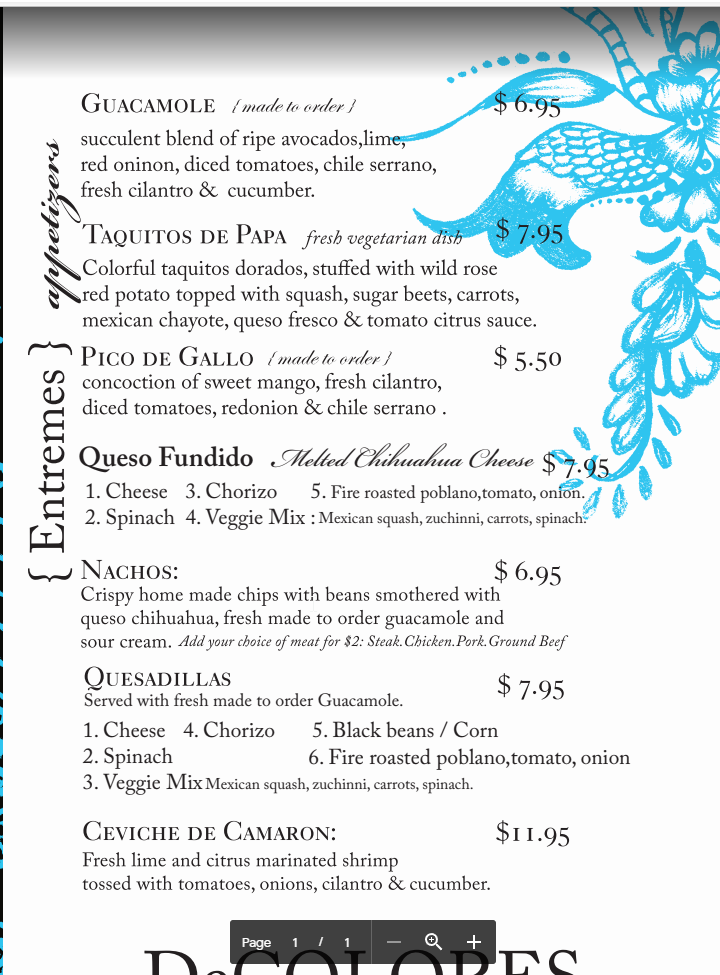 { Entremes } appetizers
GUACAMOLE { made to order } $ 6.95
succulent blend of ripe avocados,lime,
red oninon, diced tomatoes, chile serrano,
fresh cilantro & cucumber.
TAQUITOS DE PAPA fresh vegetarian dish $ 7.95
Colorful taquitos dorados, stuffed with wild rose
red potato topped with squash, sugar beets, carrots,
mexican chayote, queso fresco & tomato citrus sauce.
PICO DE GALLO { made to order } $ 5.50
concoction of sweet mango, fresh cilantro,
diced tomatoes, redonion & chile serrano .
Queso Fundido Melted Chihuahua Cheese $ 7.95
1. Cheese 3. Chorizo 5. Fire roasted poblano,tomato, onion.
2. Spinach 4. Veggie Mix : Mexican squash, zuchinni, carrots, spinach.
NACHOS: $ 6.95
Crispy home made chips with beans smothered with
queso chihuahua, fresh made to order guacamole and
sour cream. Add your choice of meat for $2: Steak.Chicken.Pork.Ground Beef
QUESADILLAS $ 7.95
Served with fresh made to order Guacamole.
1. Cheese 4. Chorizo 5. Black beans / Corn
2. Spinach 6. Fire roasted poblano,tomato, onion
3. Veggie Mix Mexican squash, zuchinni, carrots, spinach.
CEVICHE DE CAMARON: $11.95
Fresh lime and citrus marinated shrimp
tossed with tomatoes, onions, cilantro & cucumber.
Page 1 / 1
DeCOLORES